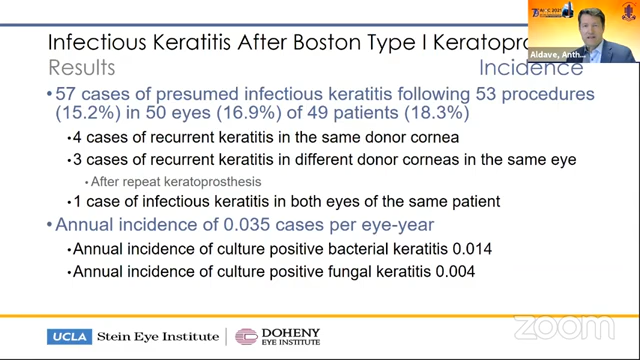 Infectious Keratitis After Boston Type I
Results
Incidence
• 57 cases of presumed infectious keratitis following 53 procedures
(15.2%) in 50 eyes (16.9%) of 49 patients (18.3%)
• 4 cases of recurrent keratitis in the same donor cornea
• 3 cases of recurrent keratitis in different donor corneas in the same eye
• After repeat keratoprosthesis
• 1 case of infectious keratitis in both eyes of the same patient
• Annual incidence of 0.035 cases per eye-year
• Annual incidence of culture positive bacterial keratitis 0.014
• Annual incidence of culture positive fungal keratitis 0.004
UCLA Stein Eye Institute
DOHENY
EYE INSTITUTE
zoom
Aldave, Anth...